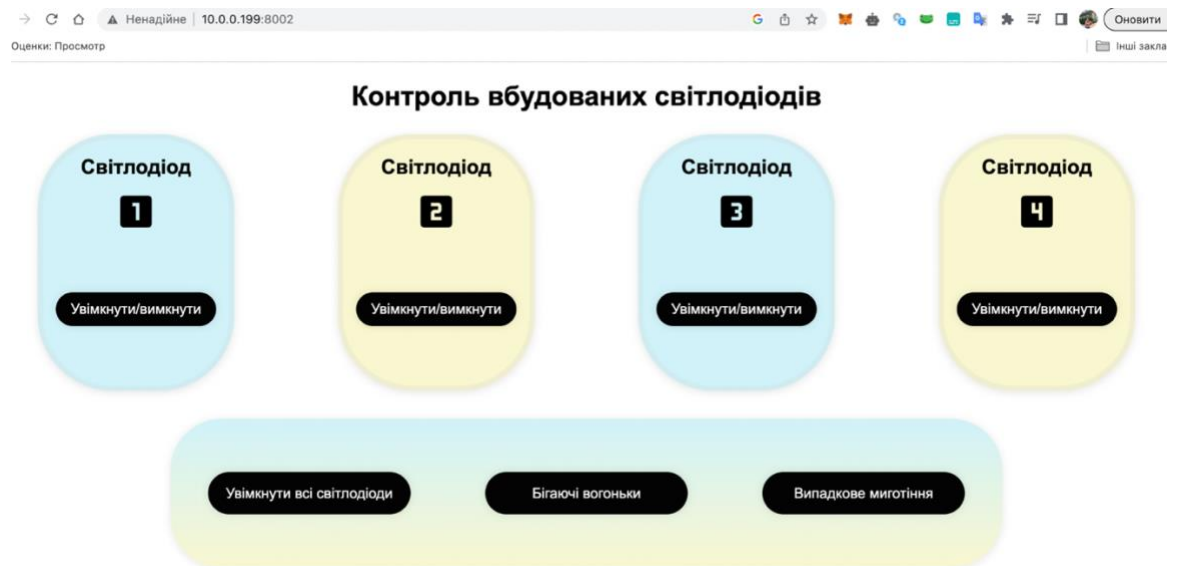 Ненадійне | 10.0.0.199:8002
Оновити
Оценки: Просмотр
Інші закла
Контроль вбудованих світлодіодів
Світлодіод Світлодіод Світлодіод Світлодіод
1 2 3 4
Увімкнути/вимкнути Увімкнути/вимкнути Увімкнути/вимкнути Увімкнути/вимкнути
Увімкнути всі світлодіоди Бігаючі вогоньки Випадкове миготіння